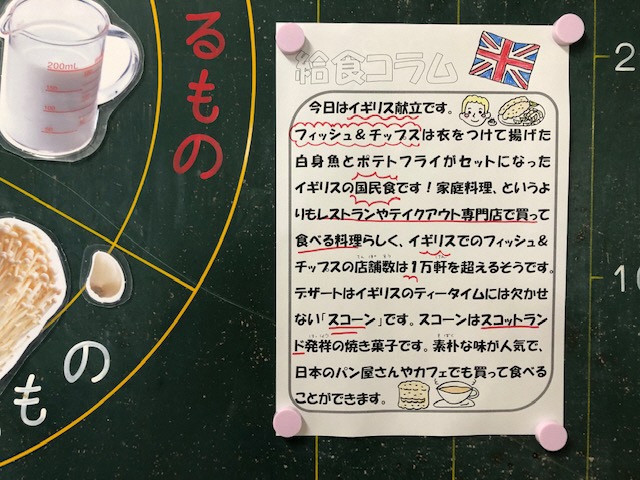 200mL
150
100
50
るもの
もの
給食コラム
今日はイギリス献立です。
フィッシュ&チップスは衣をつけて揚げた
白身魚とポテトフライがセットになった
イギリスの国民食です！家庭料理、というよ
りもレストランやテイクアウト専門店で買って
食べる料理らしく、イギリスでのフィッシュ&
チップスの店舗数は1万軒を超えるそうです。
デザートはイギリスのティータイムには欠かせ
ない「スコーン」です。スコーンはスコットラン
ド発祥の焼き菓子です。素朴な味が人気で、
日本のパン屋さんやカフェでも買って食べる
ことができます。
2
10